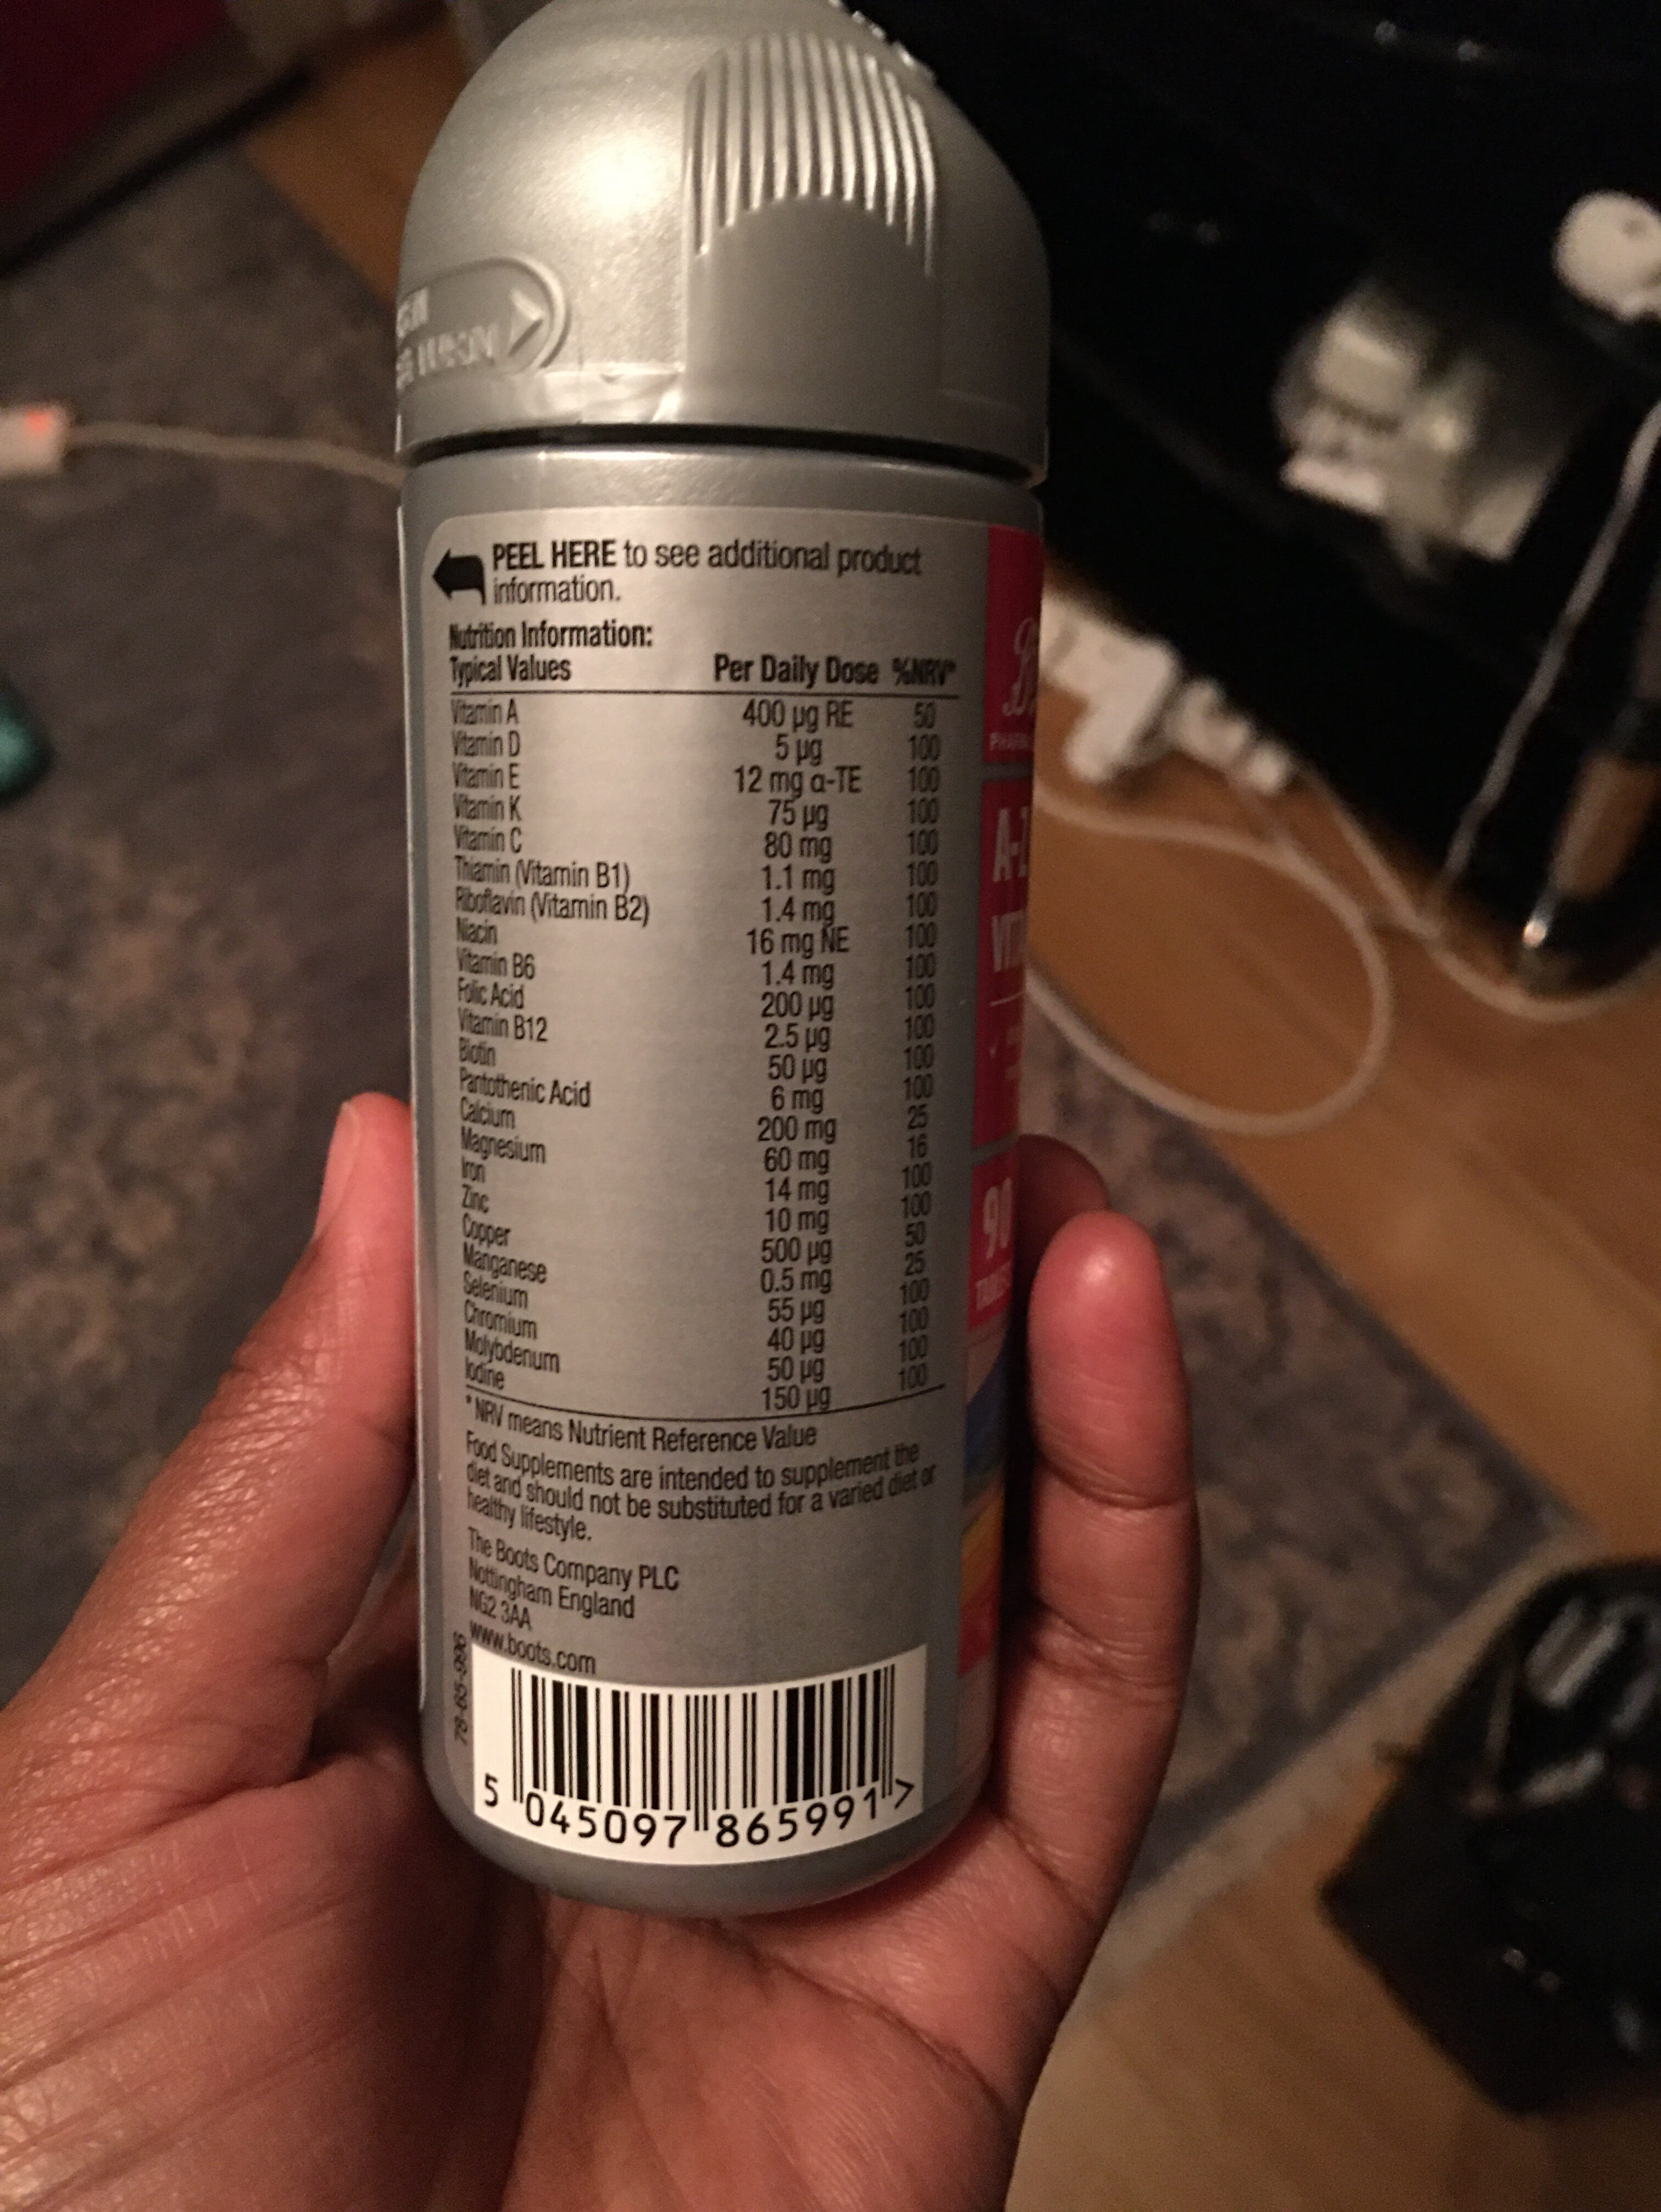 PEEL HERE to see additional product
information.
Nutrition Information:
Typical Values Per Daily Dose %NRV*
Vitamin A 400 µg RE 50
Vitamin D 5 µg 100
Vitamin E 12 mg α-TE 100
Vitamin K 75 µg 100
Vitamin C 80 mg 100
Thiamin (Vitamin B1) 1.1 mg 100
Riboflavin (Vitamin B2) 1.4 mg 100
Niacin 16 mg NE 100
Vitamin B6 1.4 mg 100
Folic Acid 200 µg 100
Vitamin B12 2.5 µg 100
Biotin 50 µg 100
Pantothenic Acid 6 mg 100
Calcium 200 mg 25
Magnesium 60 mg 16
Iron 14 mg 100
Zinc 10 mg 100
Copper 500 µg 50
Manganese 0.5 mg 25
Selenium 55 µg 100
Chromium 40 µg 100
Molybdenum 50 µg 100
Iodine 150 µg 100
* NRV means Nutrient Reference Value
Food Supplements are intended to supplement the
diet and should not be substituted for a varied diet or
healthy lifestyle.
The Boots Company PLC
Nottingham England
NG2 3AA
www.boots.com
5 045097 865991 >
A-Z
90